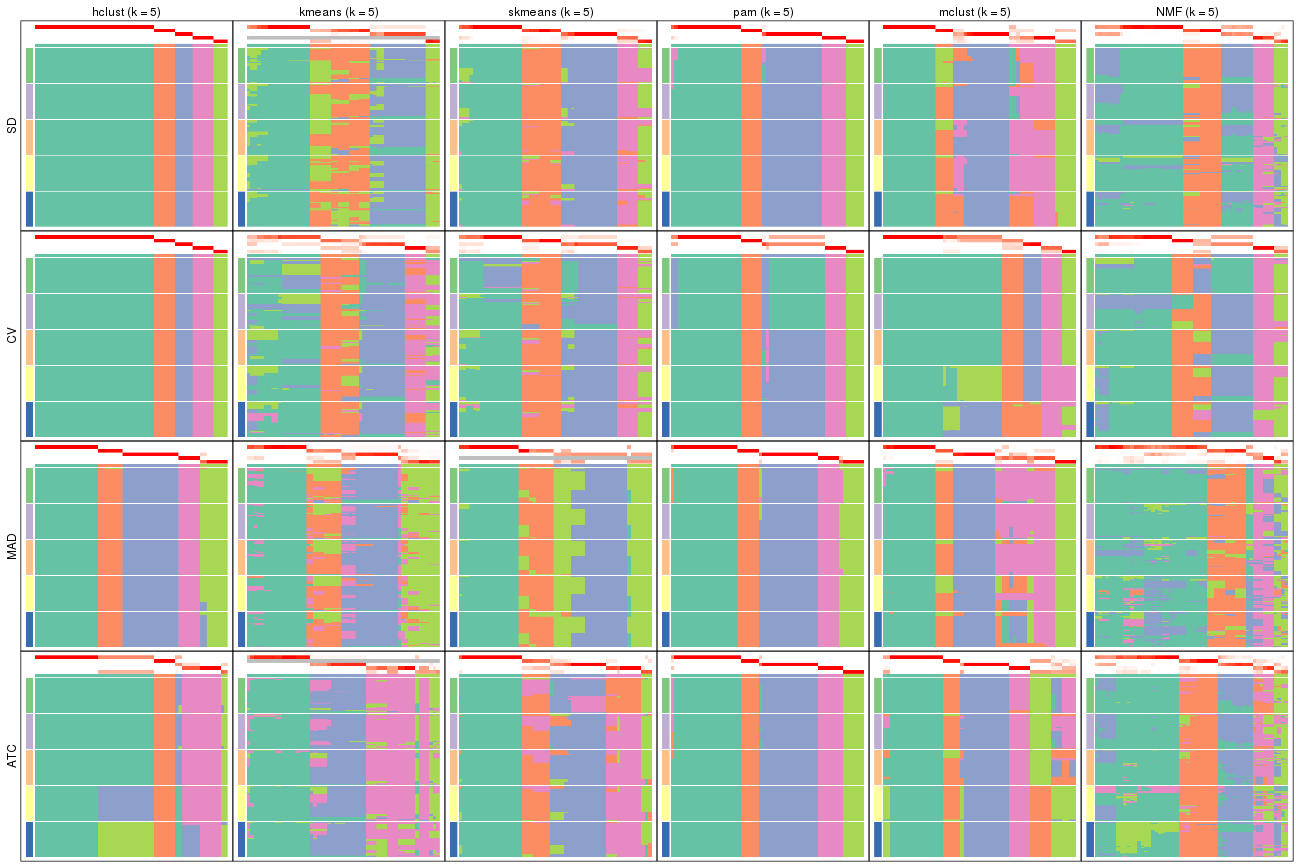 hclust (k = 5)
kmeans (k = 5)
skmeans (k = 5)
pam (k = 5)
mclust (k = 5)
NMF (k = 5)
SD
CV
MAD
ATC